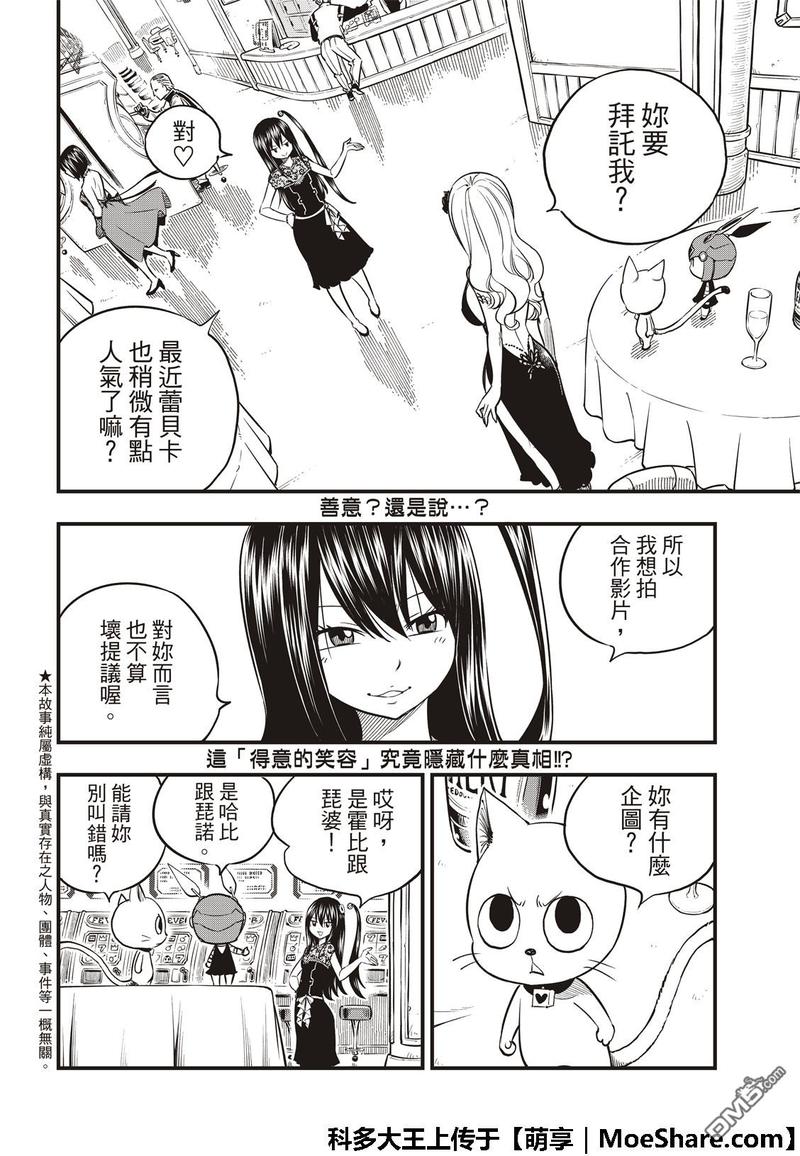 妳要
拜託我？
對♡
最近蕾貝卡
也稍微有點
人氣了嘛？
善意？還是說…？
所以
我想拍
合作影片，
對妳而言
也不算
壞提議喔。
這「得意的笑容」究竟隱藏什麼真相!!?
妳有什麼
企圖？
哎呀，
是霍比跟
琵婆！
是哈比
跟琵諾。
能請妳
別叫錯嗎？
FEVER
FEVER
★本故事純屬虛構，與真實存在之人物、團體、事件等一概無關。
DM5.com
科多大王上传于【萌享｜MoeShare.com】